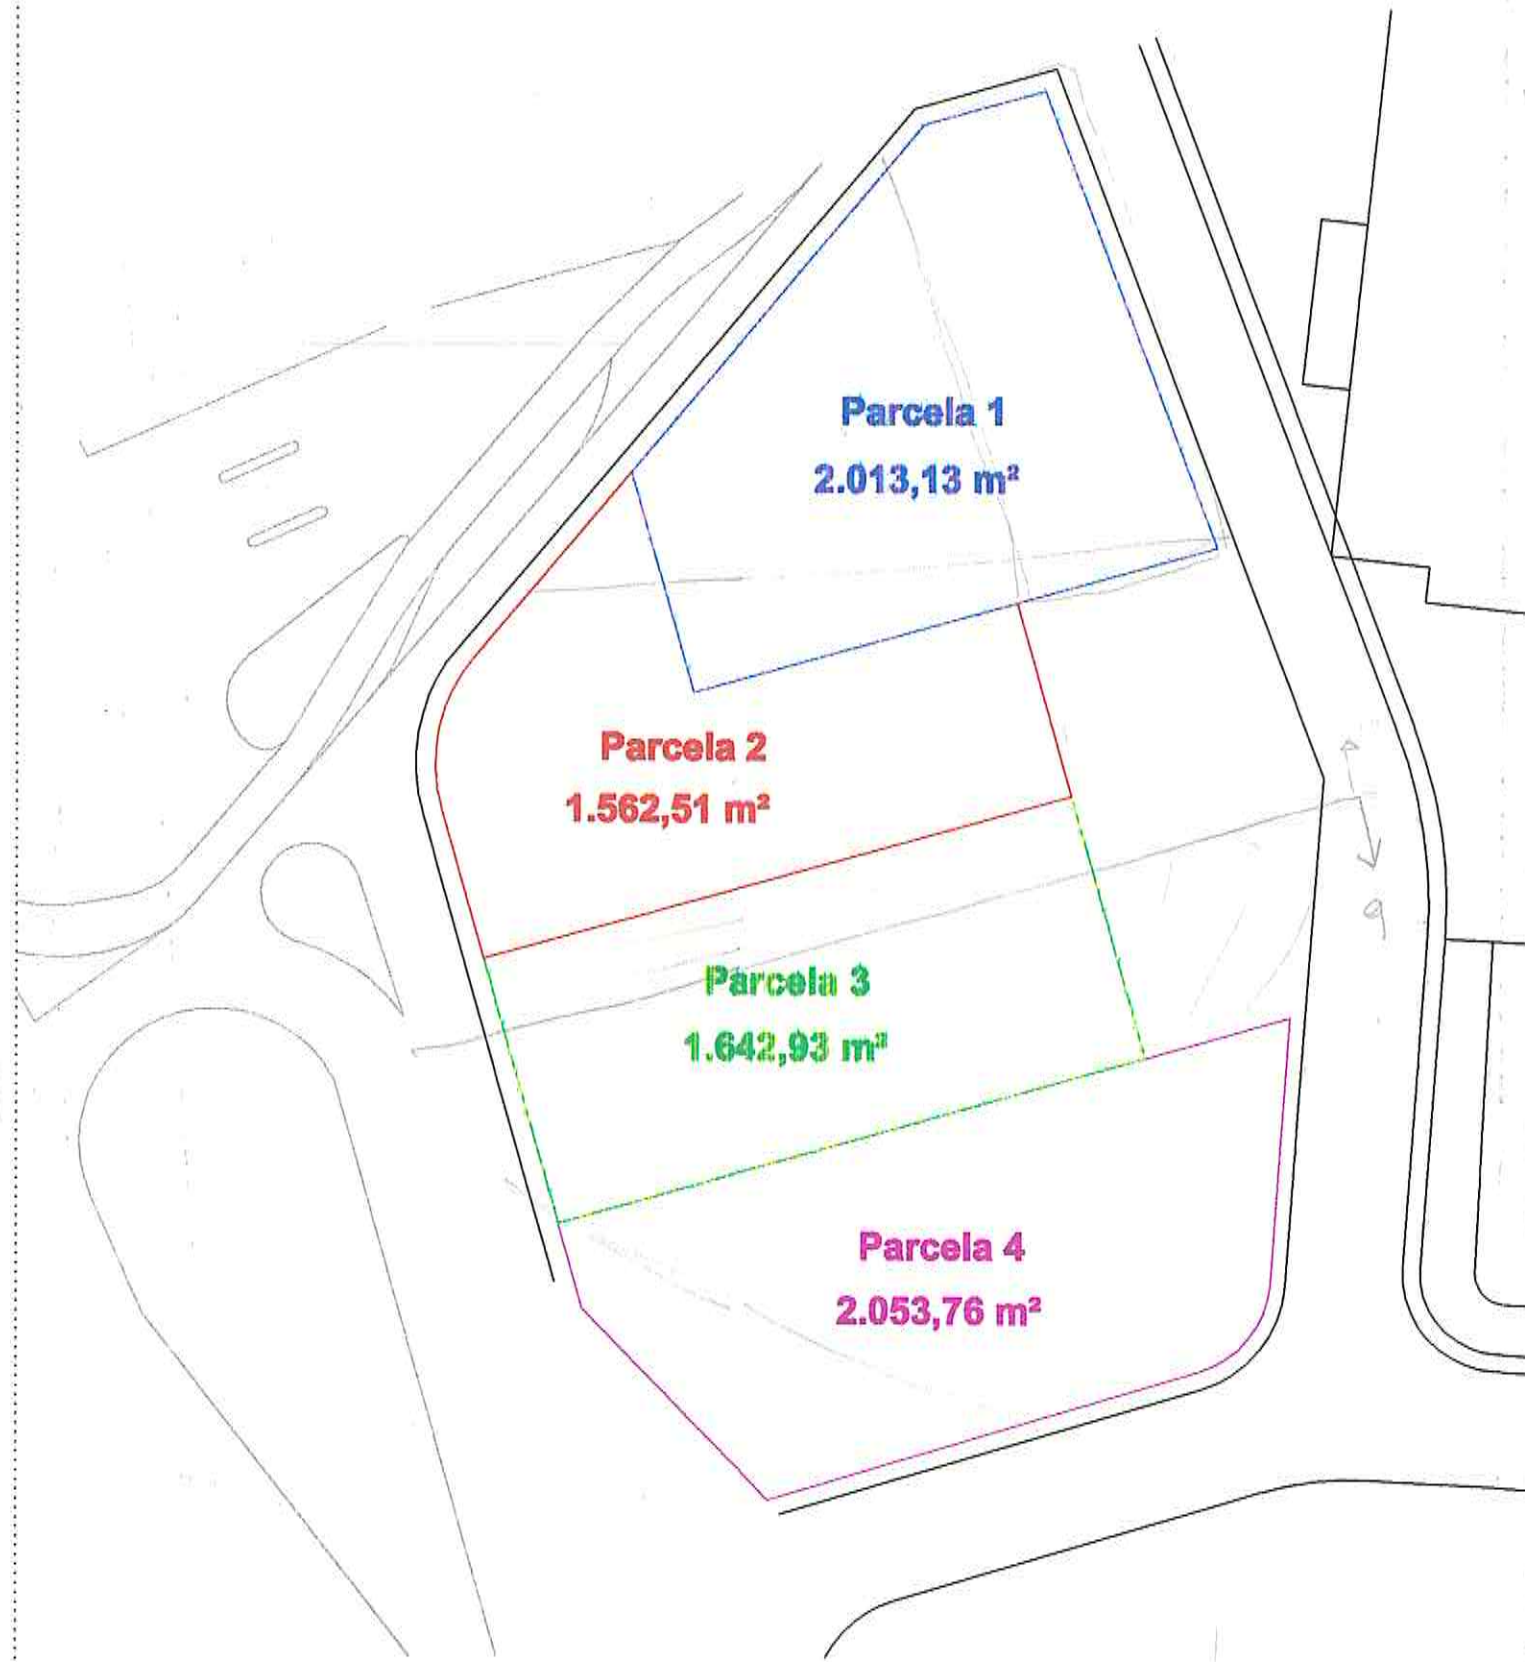 Parcela 1
2.013,13 m²
Parcela 2
1.562,51 m²
Parcela 3
1.642,93 m²
Parcela 4
2.053,76 m²